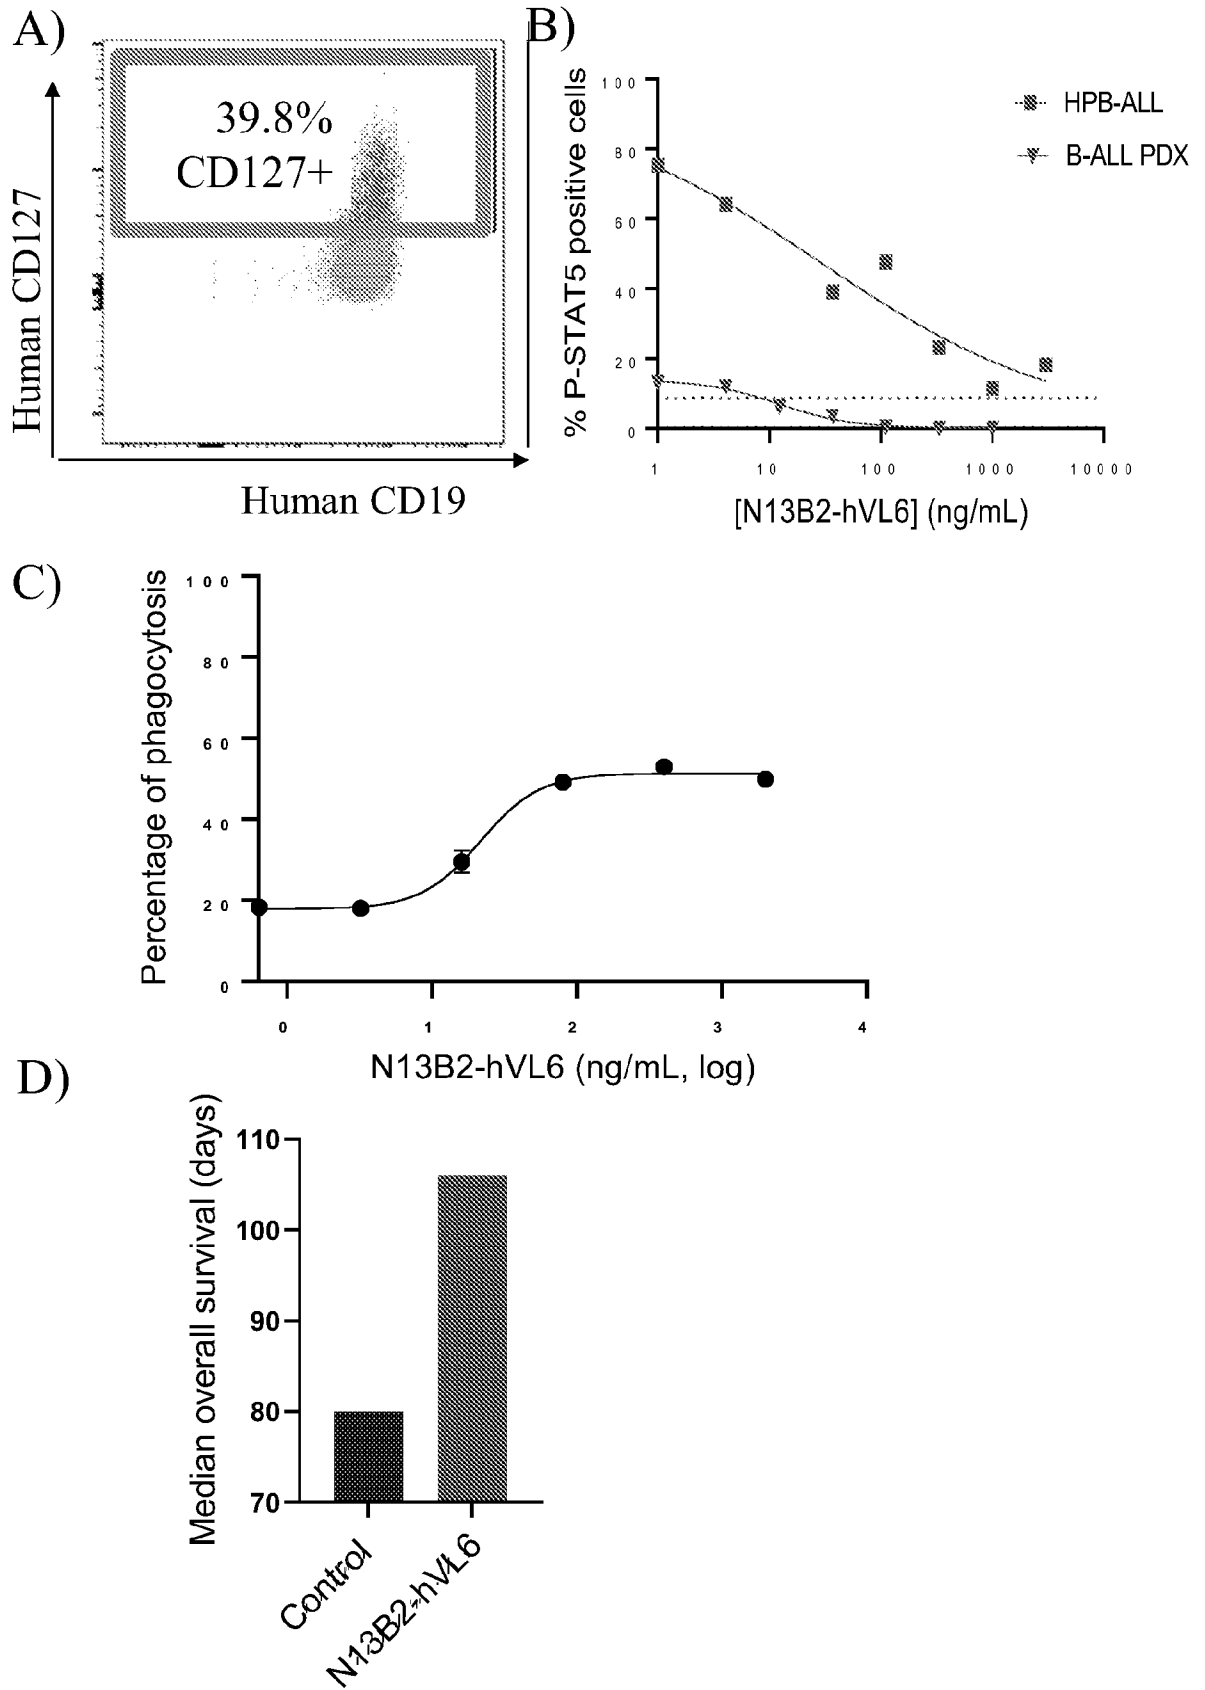 A)
39.8%
CD127+
Human CD127
Human CD19
B)
% P-STAT5 positive cells
100
80
60
40
20
0
1 10 100 1000 10000
[N13B2-hVL6] (ng/mL)
HPB-ALL
B-ALL PDX
C)
Percentage of phagocytosis
100
80
60
40
20
0
0 1 2 3 4
N13B2-hVL6 (ng/mL, log)
D)
Median overall survival (days)
110
100
90
80
70
Control
N13B2-hVL6